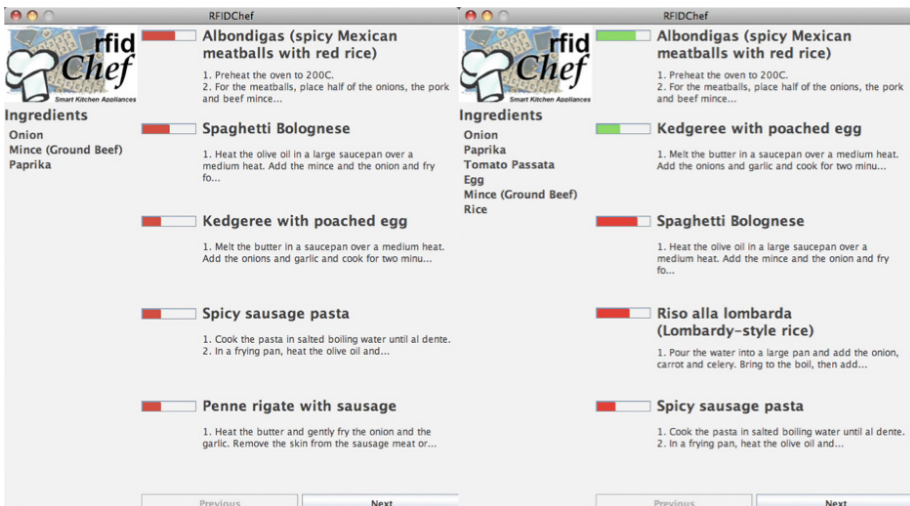 RFIDChef
rfid
Chef
Smart Kitchen Appliances
Ingredients
Onion
Mince (Ground Beef)
Paprika
Albondigas (spicy Mexican
meatballs with red rice)
1. Preheat the oven to 200C.
2. For the meatballs, place half of the onions, the pork
and beef mince...
Spaghetti Bolognese
1. Heat the olive oil in a large saucepan over a
medium heat. Add the mince and the onion and fry
fo...
Kedgeree with poached egg
1. Melt the butter in a saucepan over a medium heat.
Add the onions and garlic and cook for two minu...
Spicy sausage pasta
1. Cook the pasta in salted boiling water until al dente.
2. In a frying pan, heat the olive oil and...
Penne rigate with sausage
1. Heat the butter and gently fry the onion and the
garlic. Remove the skin from the sausage meat or...
Previous
Next
RFIDChef
rfid
Chef
Smart Kitchen Appliances
Ingredients
Onion
Paprika
Tomato Passata
Egg
Mince (Ground Beef)
Rice
Albondigas (spicy Mexican
meatballs with red rice)
1. Preheat the oven to 200C.
2. For the meatballs, place half of the onions, the pork
and beef mince...
Kedgeree with poached egg
1. Melt the butter in a saucepan over a medium heat.
Add the onions and garlic and cook for two minu...
Spaghetti Bolognese
1. Heat the olive oil in a large saucepan over a
medium heat. Add the mince and the onion and fry
fo...
Riso alla lombarda
(Lombardy-style rice)
1. Pour the water into a large pan and add the onion,
carrot and celery. Bring to the boil, then add...
Spicy sausage pasta
1. Cook the pasta in salted boiling water until al dente.
2. In a frying pan, heat the olive oil and...
Previous
Next